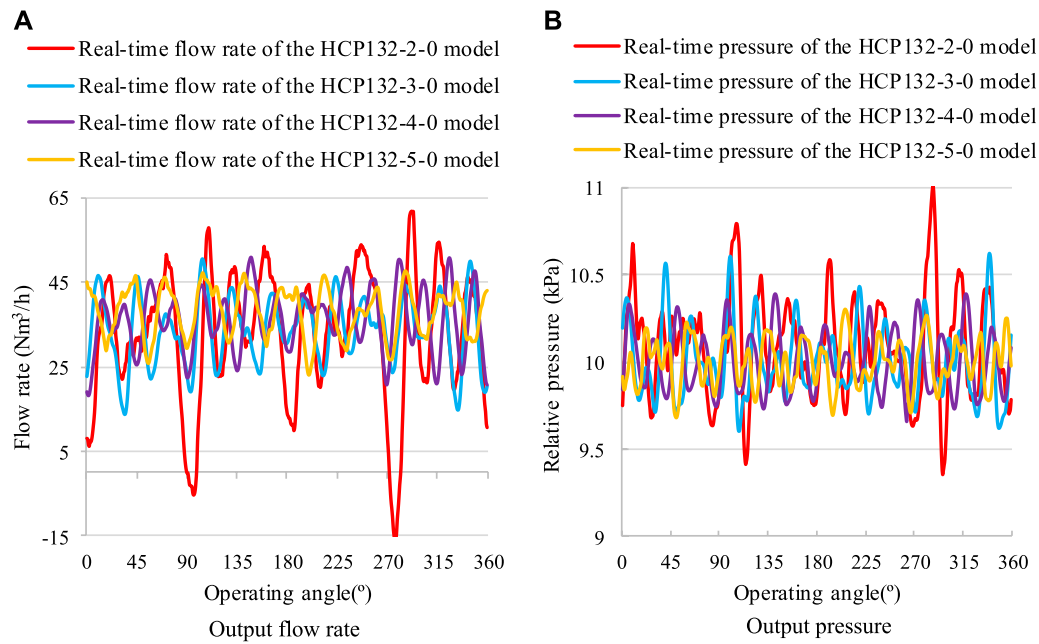 A
Real-time flow rate of the HCP132-2-0 model
Real-time flow rate of the HCP132-3-0 model
Real-time flow rate of the HCP132-4-0 model
Real-time flow rate of the HCP132-5-0 model
65
45
25
5
-15
Flow rate (Nm³/h)
0 45 90 135 180 225 270 315 360
Operating angle(º)
Output flow rate
B
Real-time pressure of the HCP132-2-0 model
Real-time pressure of the HCP132-3-0 model
Real-time pressure of the HCP132-4-0 model
Real-time pressure of the HCP132-5-0 model
11
10.5
10
9.5
9
Relative pressure (kPa)
0 45 90 135 180 225 270 315 360
Operating angle(º)
Output pressure